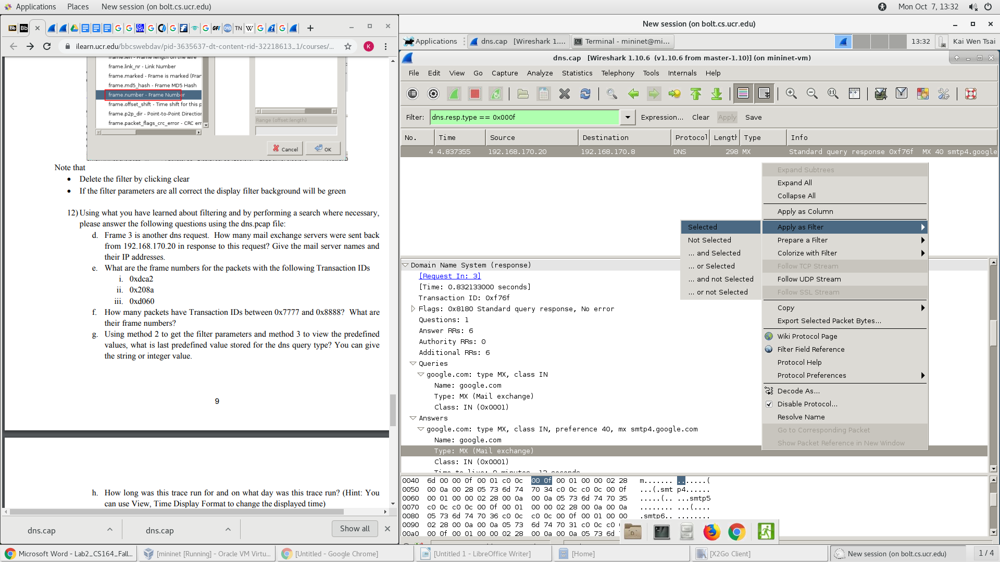 Applications Places New session (on bolt.cs.ucr.edu) Mon Oct 7, 13:32
ilearn.ucr.edu/bbcswebdav/pid-3635637-dt-content-rid-32218613_1/courses/... K
frame.len - Frame length on the wire
frame.link_nr - Link Number
frame.marked - Frame is marked (Fran
frame.md5_hash - Frame MD5 Hash
frame.number - Frame Number
frame.offset_shift - Time shift for this p
frame.p2p_dir - Point-to-Point Direction
frame.packet_flags_crc_error - CRC err
Range (offset:length)
Cancel OK
Note that
• Delete the filter by clicking clear
• If the filter parameters are all correct the display filter background will be green
12) Using what you have learned about filtering and by performing a search where necessary,
please answer the following questions using the dns.pcap file:
d. Frame 3 is another dns request. How many mail exchange servers were sent back
from 192.168.170.20 in response to this request? Give the mail server names and
their IP addresses.
e. What are the frame numbers for the packets with the following Transaction IDs
i. 0xdca2
ii. 0x208a
iii. 0xd060
f. How many packets have Transaction IDs between 0x7777 and 0x8888? What are
their frame numbers?
g. Using method 2 to get the filter parameters and method 3 to view the predefined
values, what is last predefined value stored for the dns query type? You can give
the string or integer value.
9
h. How long was this trace run for and on what day was this trace run? (Hint: You
can use View, Time Display Format to change the displayed time)
dns.cap dns.cap Show all
New session (on bolt.cs.ucr.edu)
Applications dns.cap [Wireshark 1.... Terminal - mininet@mi... 13:32 Kai Wen Tsai
dns.cap [Wireshark 1.10.6 (v1.10.6 from master-1.10)] (on mininet-vm)
File Edit View Go Capture Analyze Statistics Telephony Tools Internals Help
Filter: dns.resp.type == 0x000f Expression... Clear Apply Save
No. Time Source Destination Protocol Length Type Info
4 4.837355 192.168.170.20 192.168.170.8 DNS 298 MX Standard query response 0xf76f MX 40 smtp4.google
Expand Subtrees
Expand All
Collapse All
Apply as Column
Apply as Filter
Prepare a Filter
Colorize with Filter
Follow TCP Stream
Follow UDP Stream
Follow SSL Stream
Copy
Export Selected Packet Bytes...
Wiki Protocol Page
Filter Field Reference
Protocol Help
Protocol Preferences
Decode As...
Disable Protocol...
Resolve Name
Go to Corresponding Packet
Show Packet Reference in New Window
Selected
Not Selected
... and Selected
... or Selected
... and not Selected
... or not Selected
Domain Name System (response)
[Request In: 3]
[Time: 0.832133000 seconds]
Transaction ID: 0xf76f
Flags: 0x8180 Standard query response, No error
Questions: 1
Answer RRs: 6
Authority RRs: 0
Additional RRs: 6
Queries
google.com: type MX, class IN
Name: google.com
Type: MX (Mail exchange)
Class: IN (0x0001)
Answers
google.com: type MX, class IN, preference 40, mx smtp4.google.com
Name: google.com
Type: MX (Mail exchange)
Class: IN (0x0001)
0040 6d 00 00 0f 00 01 c0 0c 00 0f 00 01 00 00 02 28 m....... .......(
0050 00 0a 00 28 05 73 6d 74 70 34 c0 0c c0 0c 00 0f ...(.smt p4......
0060 00 01 00 00 02 28 00 0a 00 0a 05 73 6d 74 70 35 .....(.. ...smtp5
0070 c0 0c c0 0c 00 0f 00 01 00 00 02 28 00 0a 00 0a ........ ...(....
0080 05 73 6d 74 70 36 c0 0c c0 0c 00 0f 00 01 00 00 .smtp6.. ........
0090 02 28 00 0a 00 0a 05 73 6d 74 70 31 c0 0c c0 0c
00a0 00 0f 00 01 00 00 02 28 00 0a 00 0a 05 73 6d
Microsoft Word - Lab2_CS164_Fall... mininet [Running] - Oracle VM Virtu... [Untitled - Google Chrome] [Untitled 1 - LibreOffice Writer] [Home] [X2Go Client] New session (on bolt.cs.ucr.edu) 1 / 4